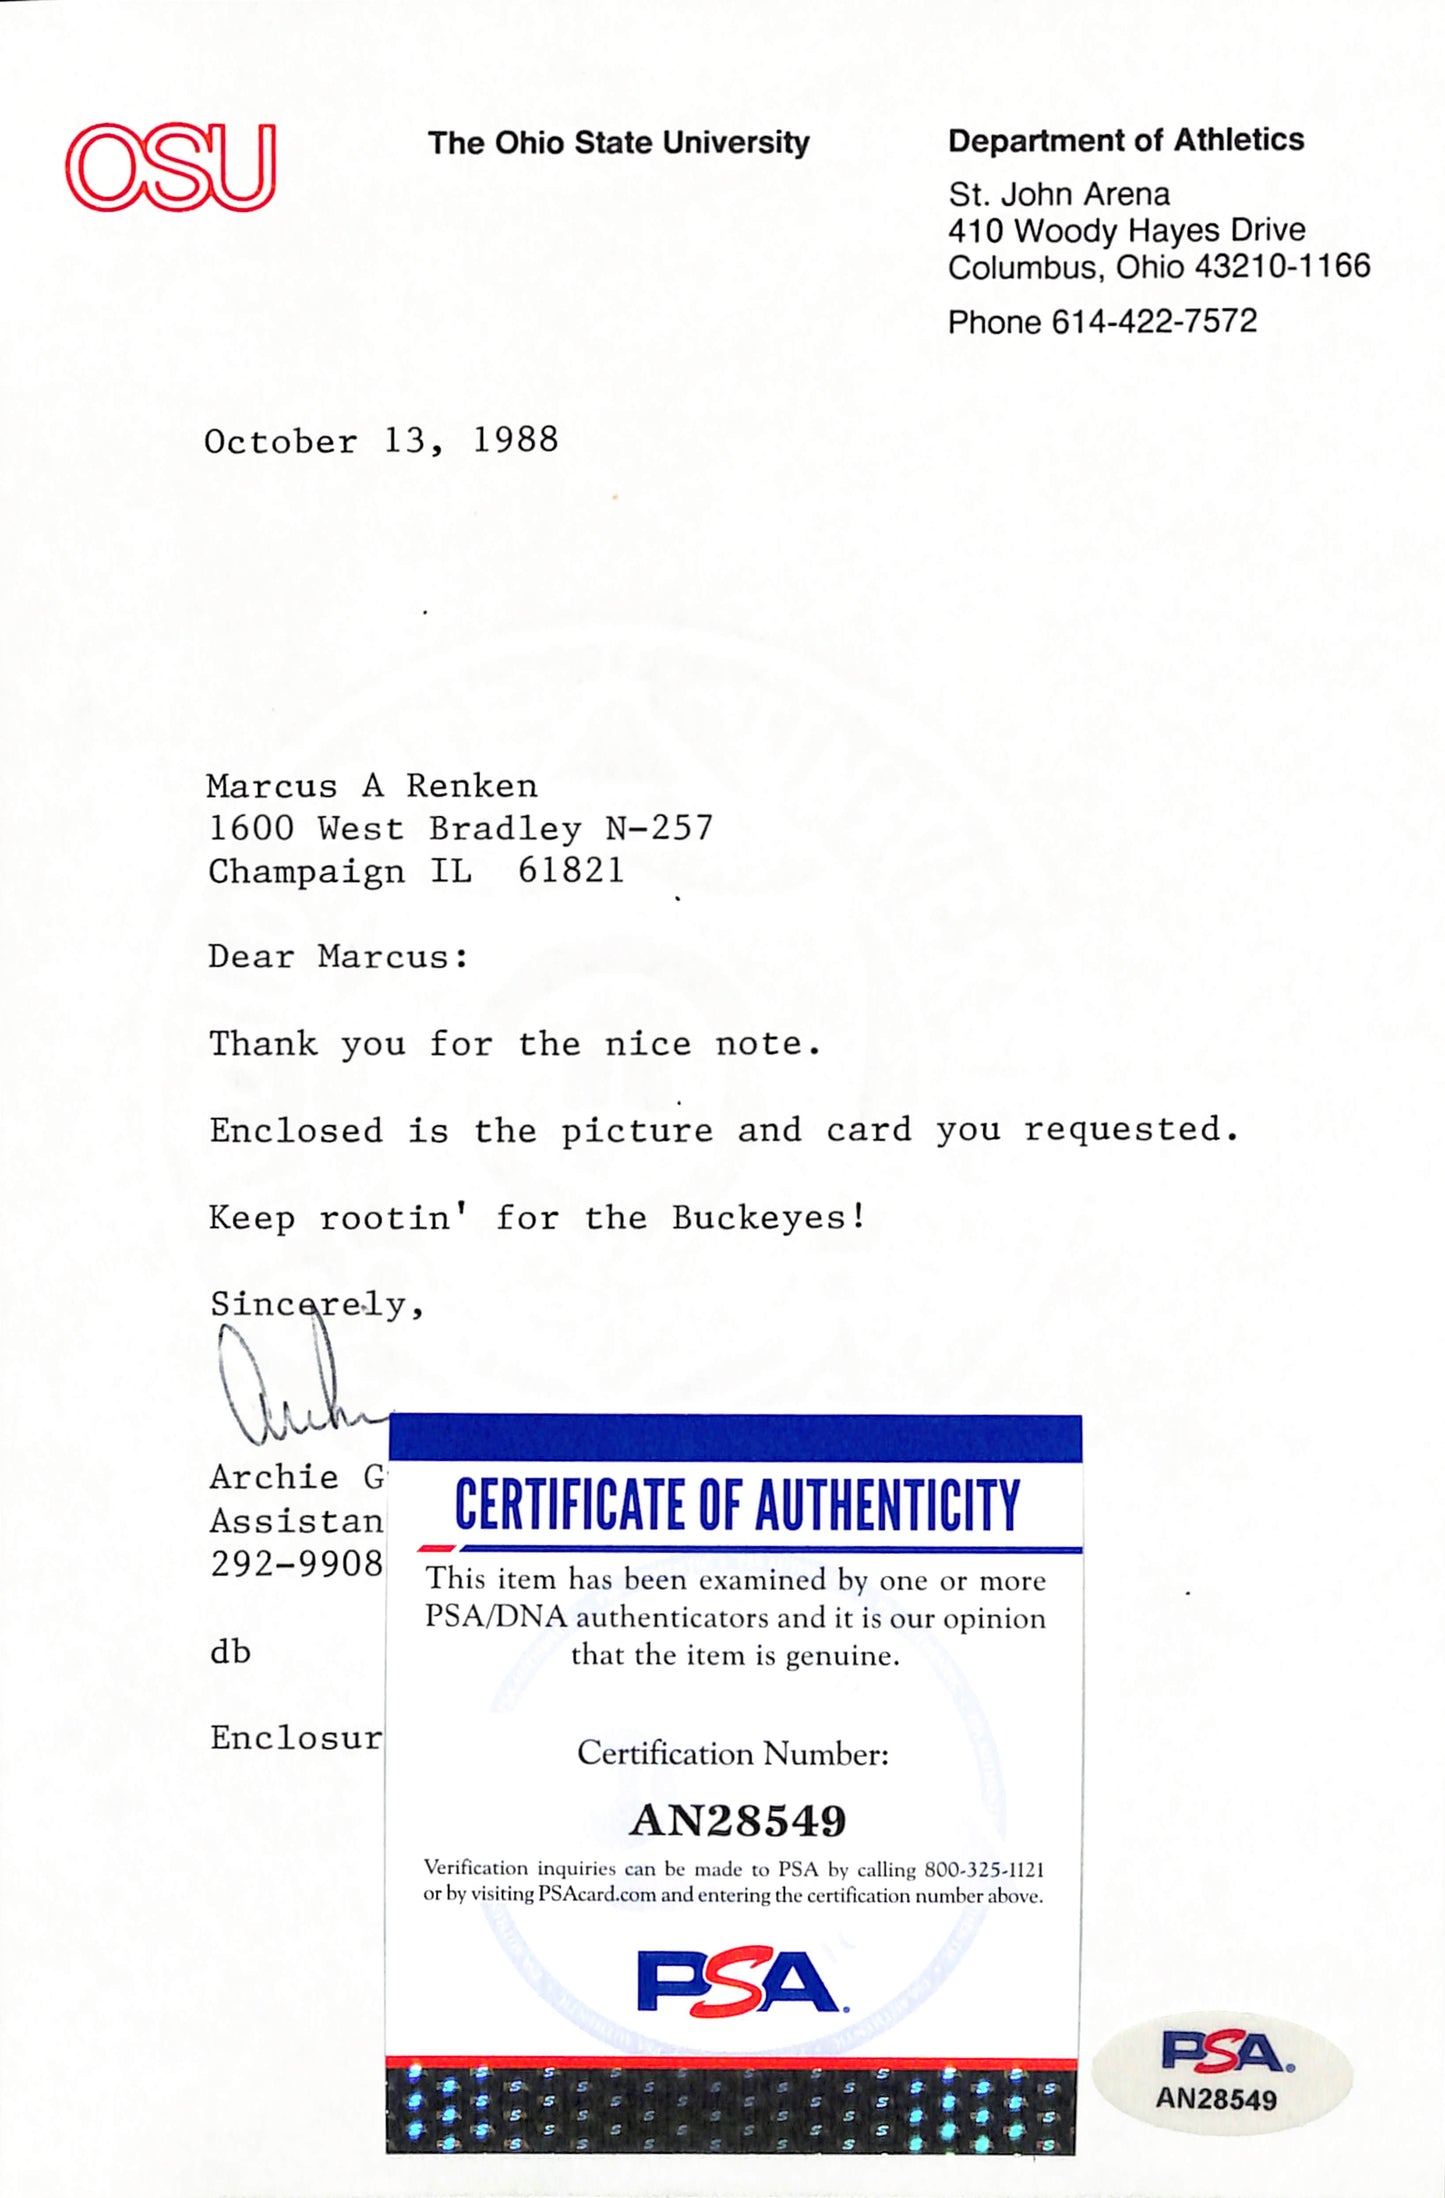 OSU
The Ohio State University
Department of Athletics
St. John Arena
410 Woody Hayes Drive
Columbus, Ohio 43210-1166
Phone 614-422-7572
October 13, 1988
Marcus A Renken
1600 West Bradley N-257
Champaign IL 61821
Dear Marcus:
Thank you for the nice note.
Enclosed is the picture and card you requested.
Keep rootin' for the Buckeyes!
Sincerely,
Archie G
Assistan
292-9908
db
Enclosur
CERTIFICATE OF AUTHENTICITY
This item has been examined by one or more
PSA/DNA authenticators and it is our opinion
that the item is genuine.
Certification Number:
AN28549
Verification inquiries can be made to PSA by calling 800-325-1121
or by visiting PSAcard.com and entering the certification number above.
PSA.
PSA.
AN28549